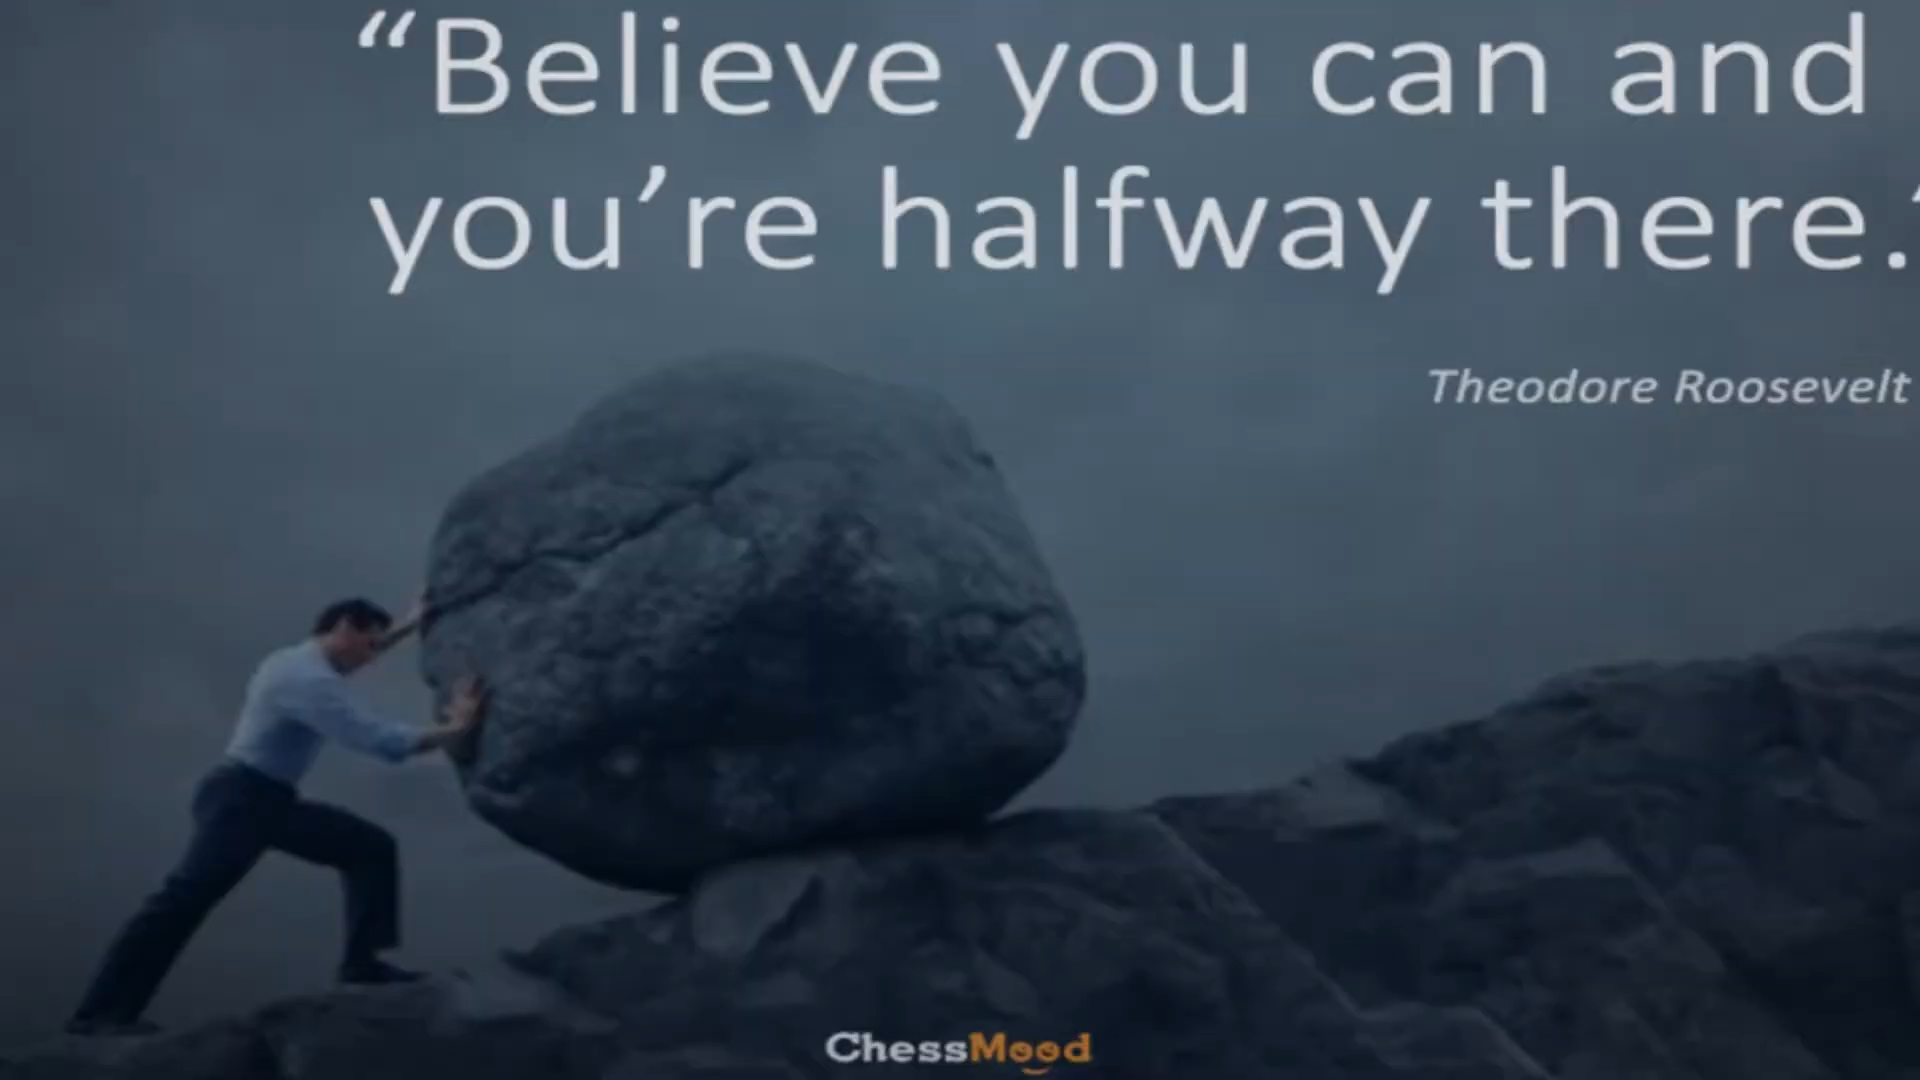 “Believe you can and
you’re halfway there.”
Theodore Roosevelt
ChessMood